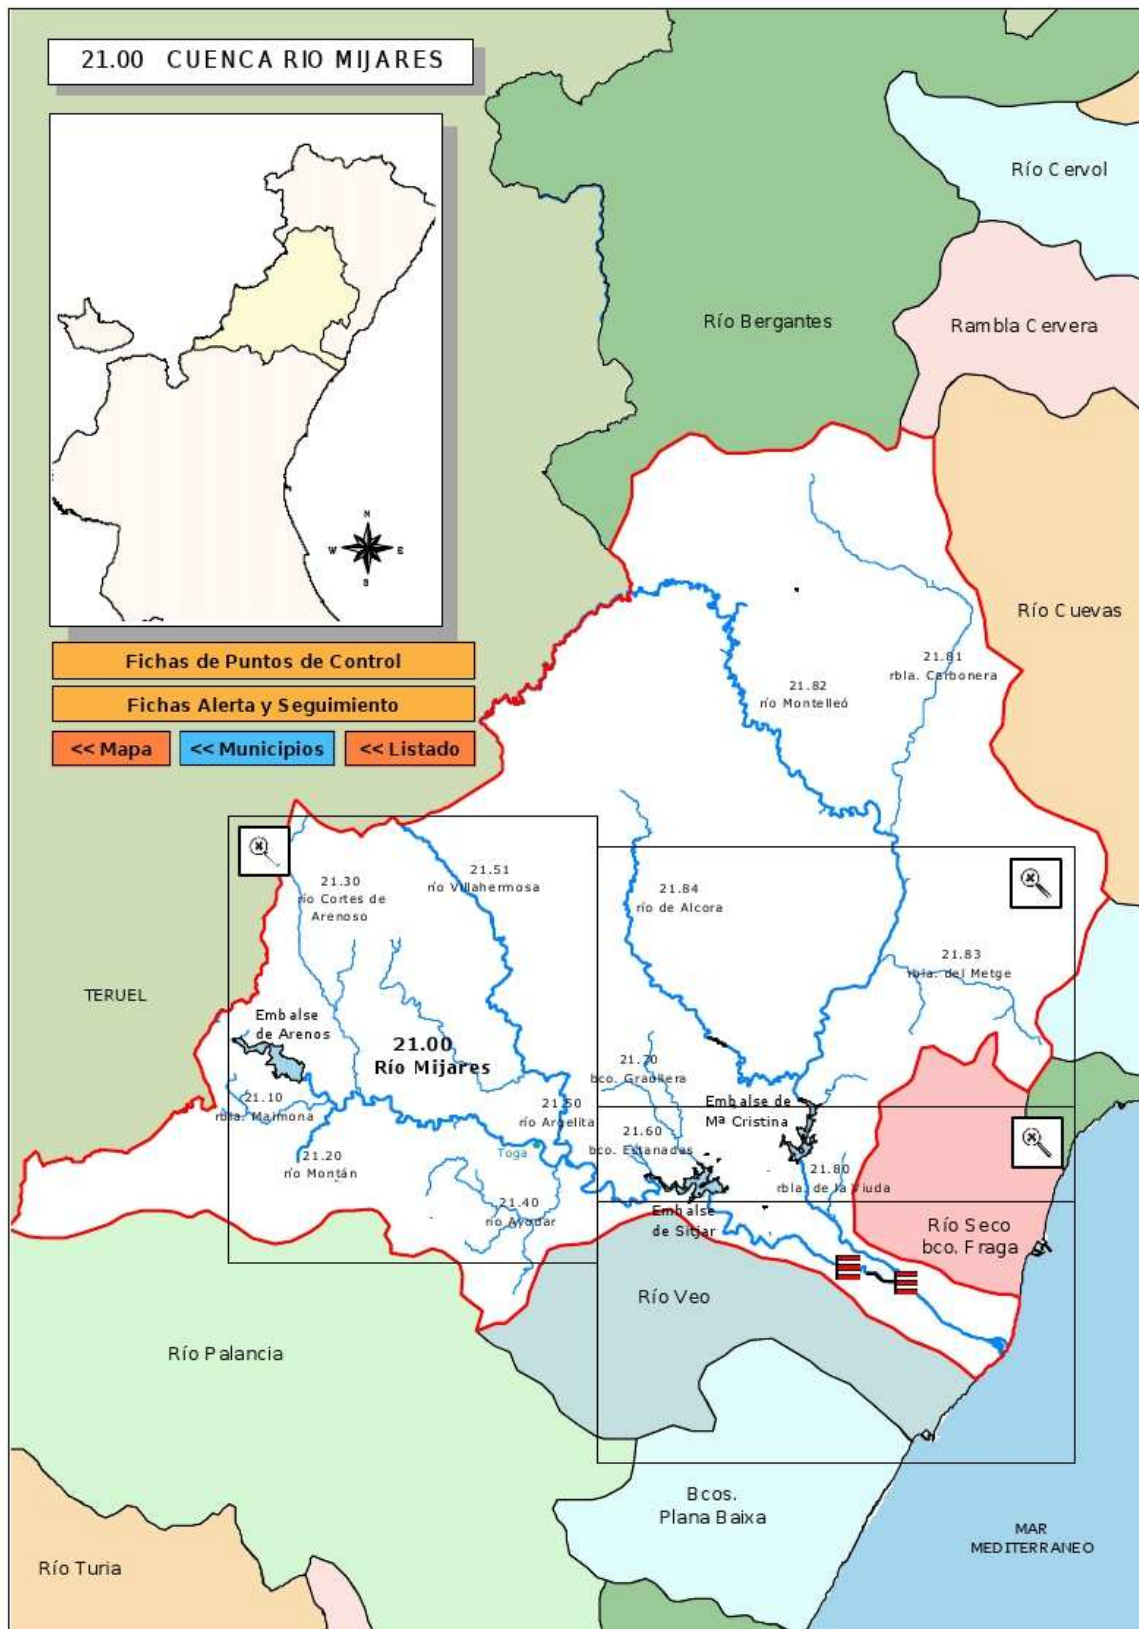 21.00 CUENCA RIO MIJARES
N
W
E
S
Fichas de Puntos de Control
Fichas Alerta y Seguimiento
<< Mapa
<< Municipios
<< Listado
Río Cervol
Río Bergantes
Rambla Cervera
Río Cuevas
21.81
rbla. Carbonera
21.82
río Montelleó
21.51
río Villahermosa
21.30
río Cortes de
Arenoso
21.84
río de Alcora
21.83
rbla. del Metge
TERUEL
Embalse
de Arenos
21.00
Río Mijares
21.70
bco. Graollera
21.10
rbla. Maimona
21.50
río Argelita
Embalse de
Mª Cristina
21.60
bco. Estanadas
Toga
21.20
río Montán
21.80
rbla. de la Viuda
21.40
río Ayodar
Embalse
de Sitjar
Río Seco
bco. Fraga
Río Veo
Río Palancia
Bcos.
Plana Baixa
MAR
MEDITERRANEO
Río Turia